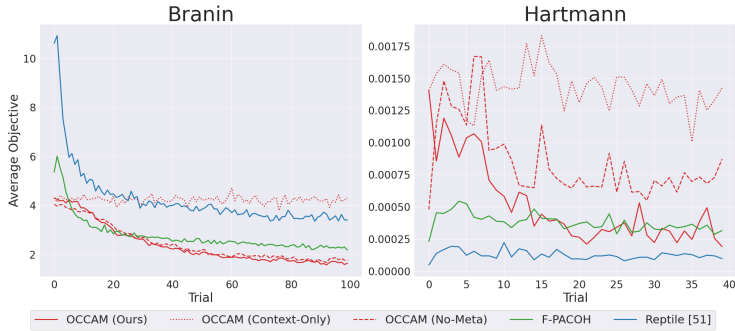 Branin
Hartmann
Average Objective
10
8
6
4
2
0
20
40
60
80
100
Trial
0.00175
0.00150
0.00125
0.00100
0.00075
0.00050
0.00025
0.00000
0
5
10
15
20
25
30
35
40
Trial
OCCAM (Ours)
OCCAM (Context-Only)
OCCAM (No-Meta)
F-PACOH
Reptile [51]